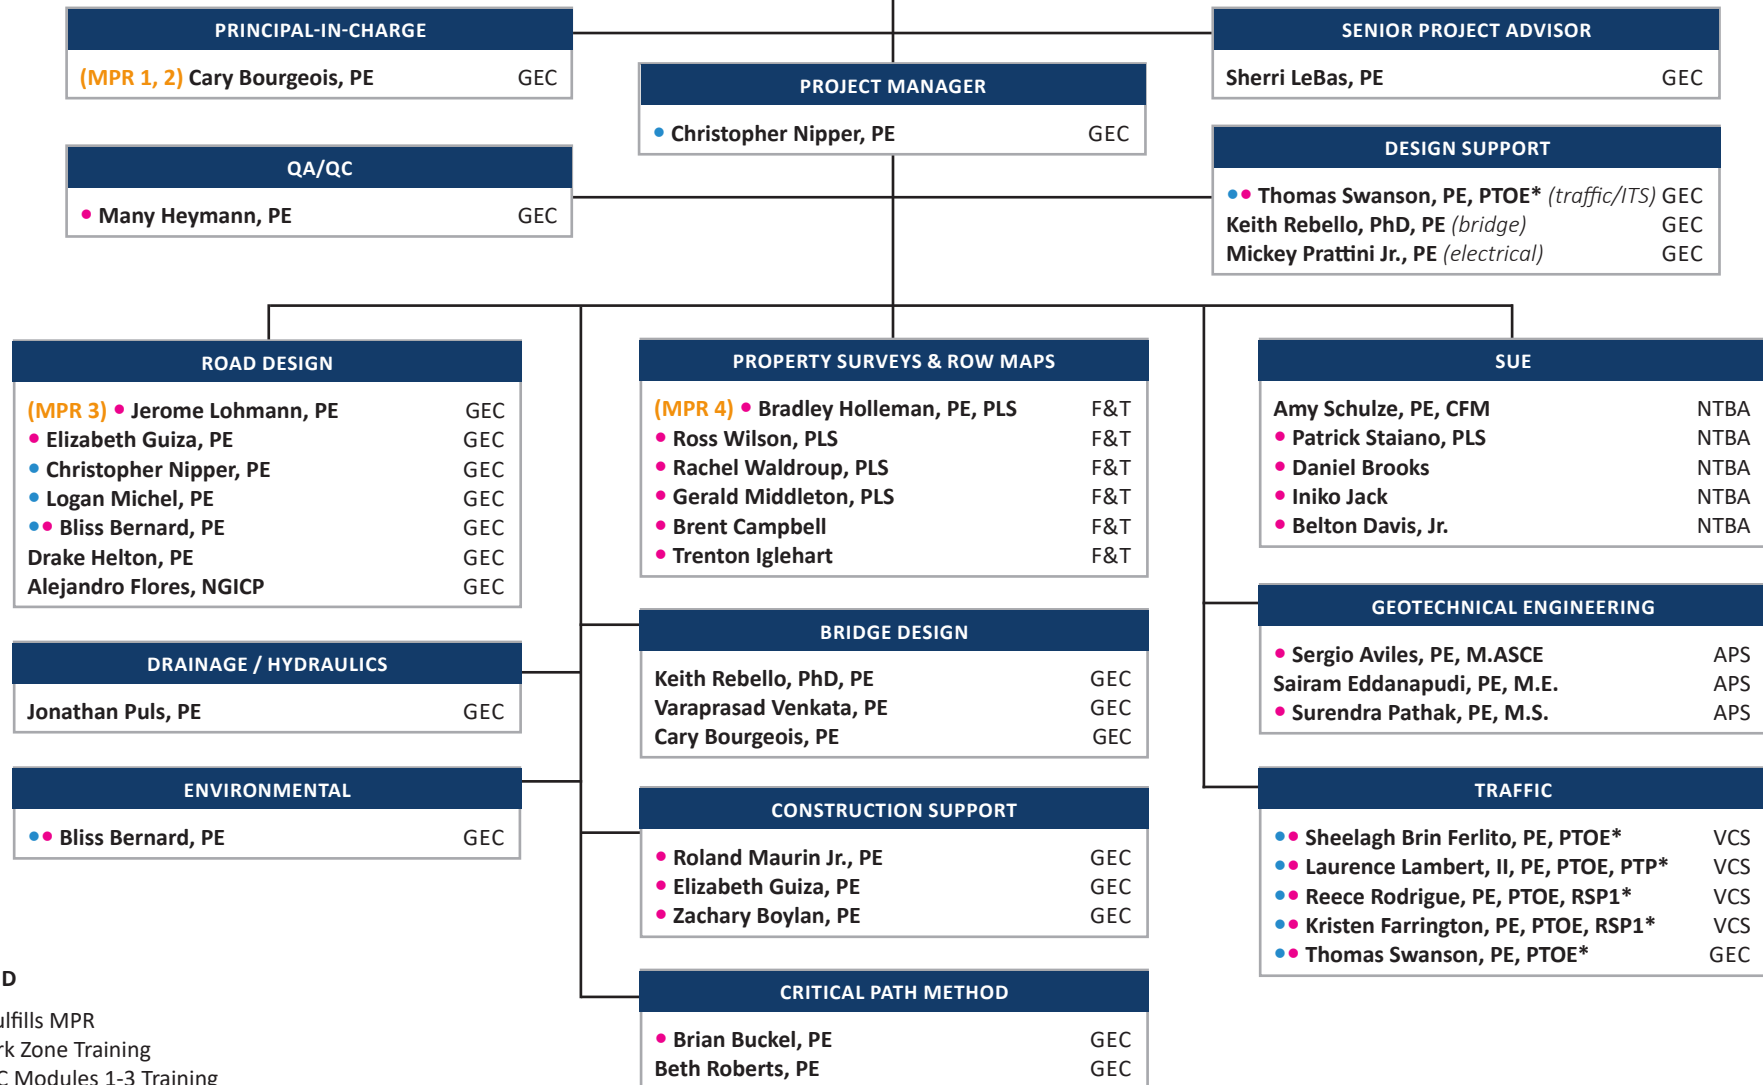 PRINCIPAL-IN-CHARGE
(MPR 1, 2) Cary Bourgeois, PE GEC
SENIOR PROJECT ADVISOR
Sherri LeBas, PE GEC
PROJECT MANAGER
• Christopher Nipper, PE GEC
QA/QC
• Many Heymann, PE GEC
DESIGN SUPPORT
•• Thomas Swanson, PE, PTOE* (traffic/ITS) GEC
Keith Rebello, PhD, PE (bridge) GEC
Mickey Prattini Jr., PE (electrical) GEC
ROAD DESIGN
(MPR 3) • Jerome Lohmann, PE GEC
• Elizabeth Guiza, PE GEC
• Christopher Nipper, PE GEC
• Logan Michel, PE GEC
•• Bliss Bernard, PE GEC
Drake Helton, PE GEC
Alejandro Flores, NGICP GEC
DRAINAGE / HYDRAULICS
Jonathan Puls, PE GEC
ENVIRONMENTAL
•• Bliss Bernard, PE GEC
PROPERTY SURVEYS & ROW MAPS
(MPR 4) • Bradley Holleman, PE, PLS F&T
• Ross Wilson, PLS F&T
• Rachel Waldroup, PLS F&T
• Gerald Middleton, PLS F&T
• Brent Campbell F&T
• Trenton Iglehart F&T
BRIDGE DESIGN
Keith Rebello, PhD, PE GEC
Varaprasad Venkata, PE GEC
Cary Bourgeois, PE GEC
CONSTRUCTION SUPPORT
• Roland Maurin Jr., PE GEC
• Elizabeth Guiza, PE GEC
• Zachary Boylan, PE GEC
CRITICAL PATH METHOD
• Brian Buckel, PE GEC
Beth Roberts, PE GEC
SUE
Amy Schulze, PE, CFM NTBA
• Patrick Staiano, PLS NTBA
• Daniel Brooks NTBA
• Iniko Jack NTBA
• Belton Davis, Jr. NTBA
GEOTECHNICAL ENGINEERING
• Sergio Aviles, PE, M.ASCE APS
Sairam Eddanapudi, PE, M.E. APS
• Surendra Pathak, PE, M.S. APS
TRAFFIC
•• Sheelagh Brin Ferlito, PE, PTOE* VCS
•• Laurence Lambert, II, PE, PTOE, PTP* VCS
•• Reece Rodrigue, PE, PTOE, RSP1* VCS
•• Kristen Farrington, PE, PTOE, RSP1* VCS
•• Thomas Swanson, PE, PTOE* GEC
D
ulfills MPR
rk Zone Training
C Modules 1-3 Training